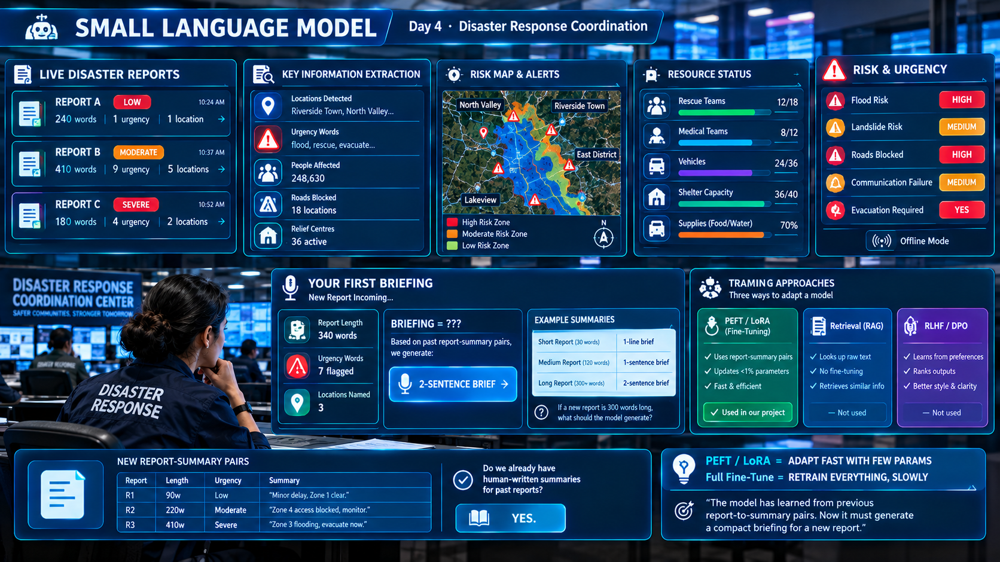 SMALL LANGUAGE MODEL
Day 4 · Disaster Response Coordination
LIVE DISASTER REPORTS
REPORT A LOW 10:24 AM
240 words | 1 urgency | 1 location →
REPORT B MODERATE 10:37 AM
410 words | 9 urgency | 5 locations →
REPORT C SEVERE 10:52 AM
180 words | 4 urgency | 2 locations →
KEY INFORMATION EXTRACTION
Locations Detected
Riverside Town, North Valley...
Urgency Words
flood, rescue, evacuate...
People Affected
248,630
Roads Blocked
18 locations
Relief Centres
36 active
RISK MAP & ALERTS
North Valley
Riverside Town
East District
Lakeview
High Risk Zone
Moderate Risk Zone
Low Risk Zone
N
RESOURCE STATUS
Rescue Teams 12/18
Medical Teams 8/12
Vehicles 24/36
Shelter Capacity 36/40
Supplies (Food/Water) 70%
RISK & URGENCY
Flood Risk HIGH
Landslide Risk MEDIUM
Roads Blocked HIGH
Communication Failure MEDIUM
Evacuation Required YES
Offline Mode
DISASTER RESPONSE
COORDINATION CENTER
SAFER COMMUNITIES. STRONGER TOMORROW
DISASTER RESPONSE
DISASTER
RESPONSE
YOUR FIRST BRIEFING
New Report Incoming...
Report Length
340 words
Urgency Words
7 flagged
Locations Named
3
BRIEFING = ???
Based on past report-summary pairs,
we generate:
2-SENTENCE BRIEF →
EXAMPLE SUMMARIES
Short Report (30 words) 1-line brief
Medium Report (120 words) 1-sentence brief
Long Report (300+ words) 2-sentence brief
If a new report is 300 words long,
what should the model generate?
TRAMING APPROACHES
Three ways to adapt a model
PEFT / LoRA
(Fine-Tuning)
✓ Uses report-summary pairs
✓ Updates <1% parameters
✓ Fast & efficient
✓ Used in our project
Retrieval (RAG)
✓ Looks up raw text
✓ No fine-tuning
✓ Retrieves similar info
— Not used
RLHF / DPO
✓ Learns from preferences
✓ Ranks outputs
✓ Better style & clarity
— Not used
NEW REPORT-SUMMARY PAIRS
Report Length Urgency Summary
R1 90w Low "Minor delay, Zone 1 clear."
R2 220w Moderate "Zone 4 access blocked, monitor."
R3 410w Severe "Zone 3 flooding, evacuate now."
Do we already have
human-written summaries
for past reports?
YES.
PEFT / LoRA = ADAPT FAST WITH FEW PARAMS
Full Fine-Tune = RETRAIN EVERYTHING, SLOWLY
"The model has learned from previous
report-to-summary pairs. Now it must generate
a compact briefing for a new report."